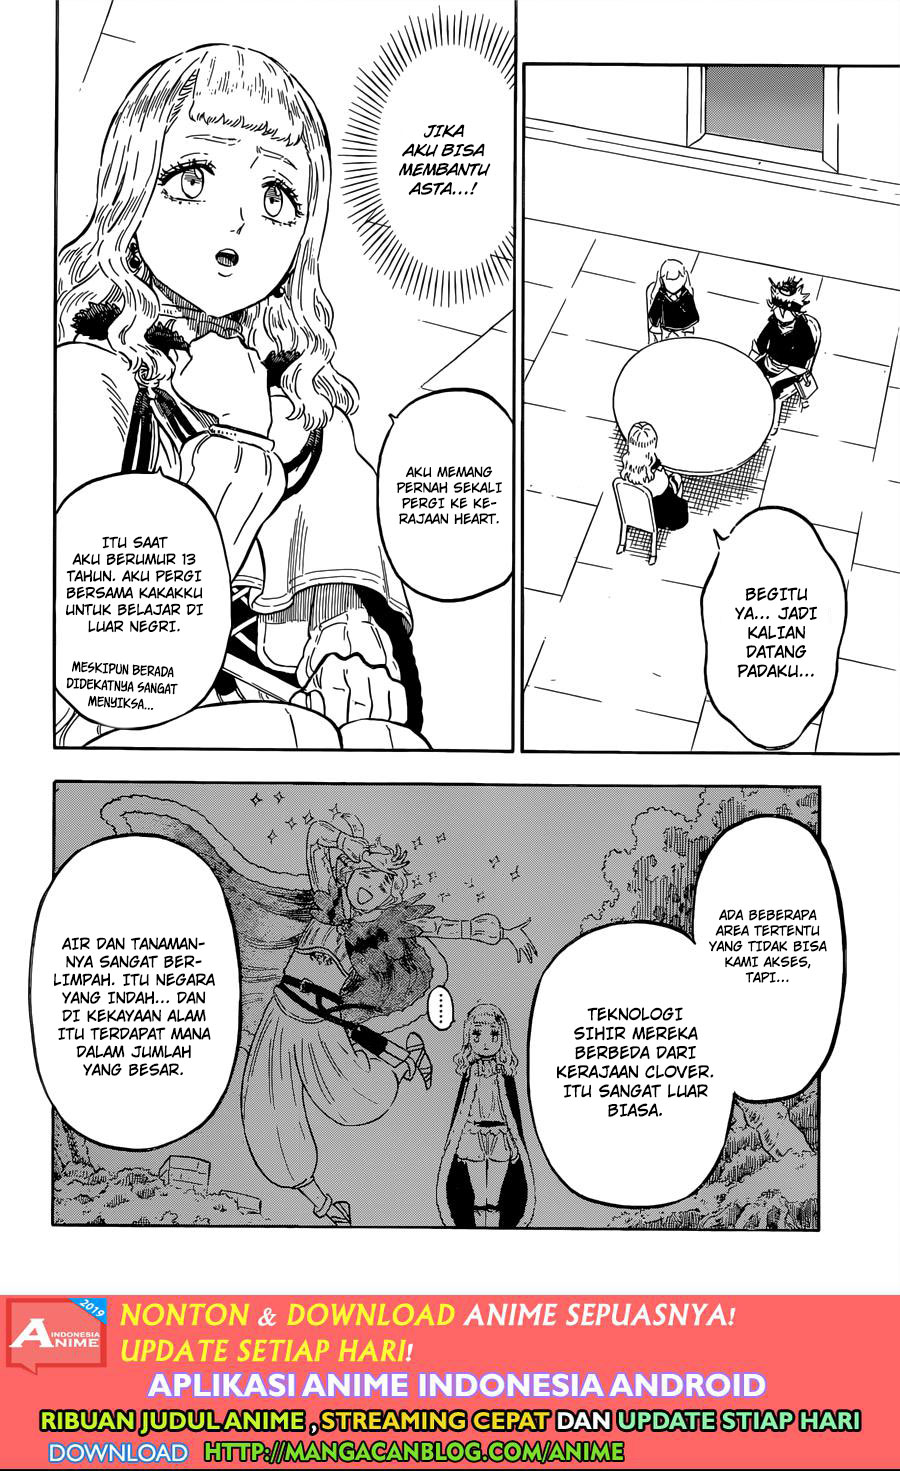 BEGITU
YA... JADI
KALIAN
DATANG
PADAKU...
JIKA
AKU BISA
MEMBANTU
ASTA...!
AKU MEMANG
PERNAH SEKALI
PERGI KE KE-
RAJAAN HEART.
ITU SAAT
AKU BERUMUR 13
TAHUN. AKU PERGI
BERSAMA KAKAKKU
UNTUK BELAJAR DI
LUAR NEGRI.
MESKIPUN BERADA
DIDEKATNYA SANGAT
MENYIKSA...
ADA BEBERAPA
AREA TERTENTU
YANG TIDAK BISA
KAMI AKSES,
TAPI...
TEKNOLOGI
SIHIR MEREKA
BERBEDA DARI
KERAJAAN CLOVER.
ITU SANGAT LUAR
BIASA.
......
AIR DAN TANAMAN-
NYA SANGAT BER-
LIMPAH. ITU NEGARA
YANG INDAH... DAN
DI KEKAYAAN ALAM
ITU TERDAPAT MANA
DALAM JUMLAH
YANG BESAR.
2019
INDONESIA
ANIME
NONTON & DOWNLOAD ANIME SEPUASNYA!
UPDATE SETIAP HARI!
APLIKASI ANIME INDONESIA ANDROID
RIBUAN JUDUL ANIME , STREAMING CEPAT DAN UPDATE STIAP HARI
DOWNLOAD HTTP://MANGACANBLOG.COM/ANIME